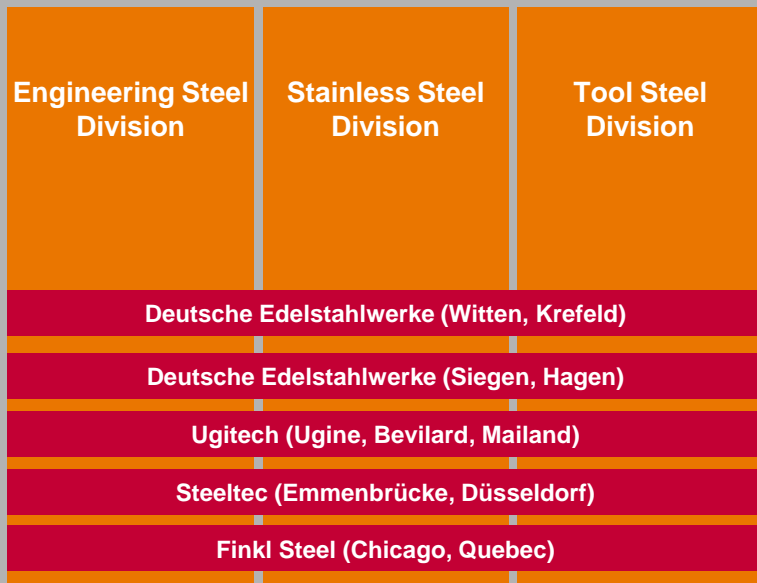 Engineering Steel
Division
Stainless Steel
Division
Tool Steel
Division
Deutsche Edelstahlwerke (Witten, Krefeld)
Deutsche Edelstahlwerke (Siegen, Hagen)
Ugitech (Ugine, Bevilard, Mailand)
Steeltec (Emmenbrücke, Düsseldorf)
Finkl Steel (Chicago, Quebec)